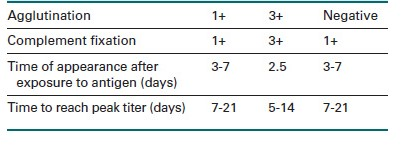 Agglutination 1+ 3+ Negative
Complement fixation 1+ 3+ 1+
Time of appearance after 3-7 2.5 3-7
exposure to antigen (days)
Time to reach peak titer (days) 7-21 5-14 7-21